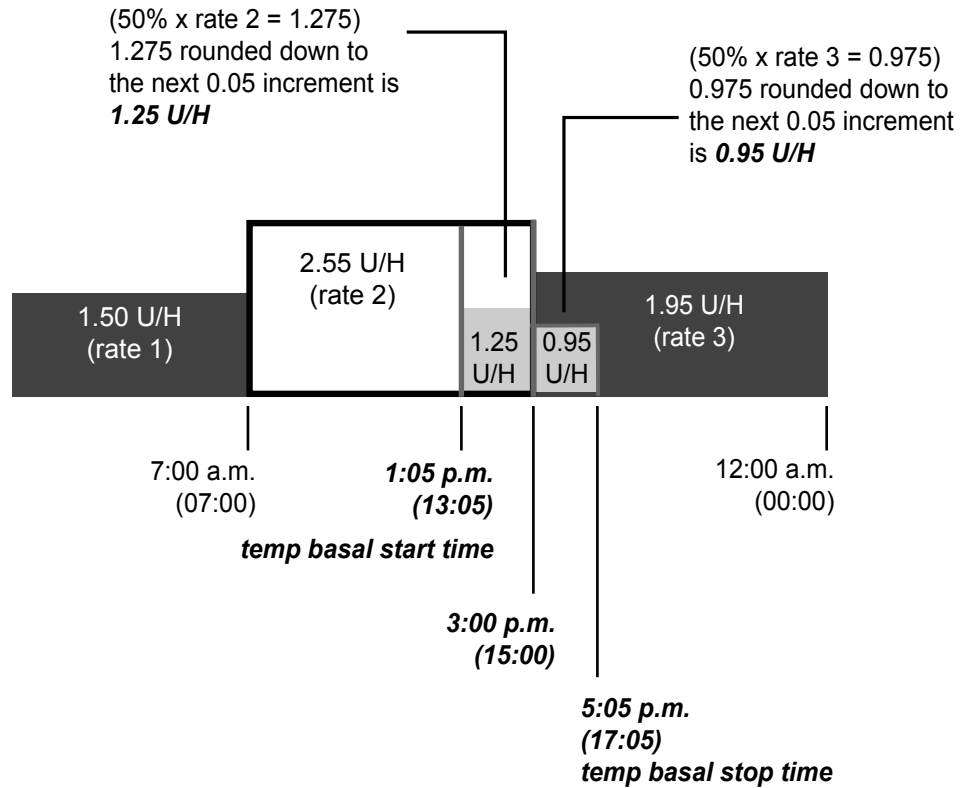 (50% x rate 2 = 1.275)
1.275 rounded down to
the next 0.05 increment is
1.25 U/H
(50% x rate 3 = 0.975)
0.975 rounded down to
the next 0.05 increment
is 0.95 U/H
2.55 U/H
(rate 2)
1.50 U/H
(rate 1)
1.25
U/H
0.95
U/H
1.95 U/H
(rate 3)
7:00 a.m.
(07:00)
1:05 p.m.
(13:05)
temp basal start time
12:00 a.m.
(00:00)
3:00 p.m.
(15:00)
5:05 p.m.
(17:05)
temp basal stop time